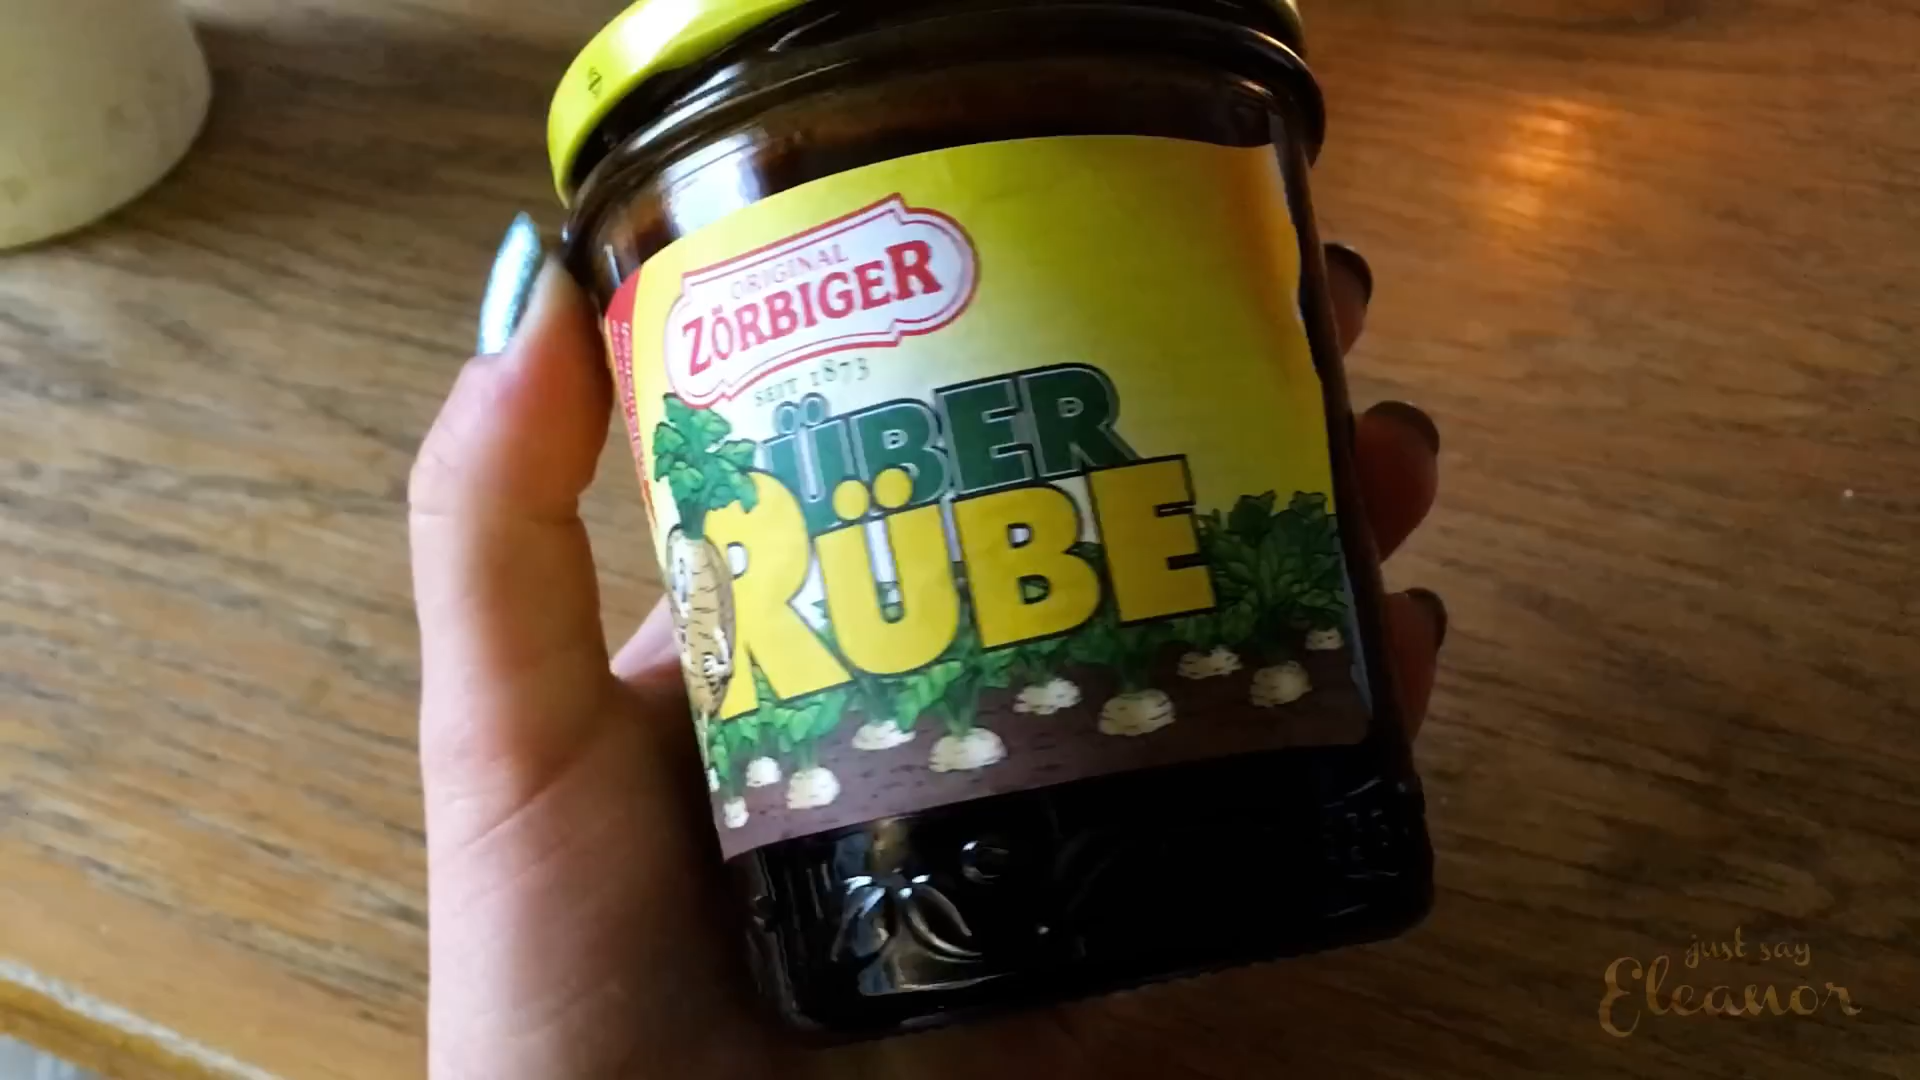 ORIGINAL
ZÖRBIGER
SEIT 1873
ÜBER
RÜBE
just say
Eleanor